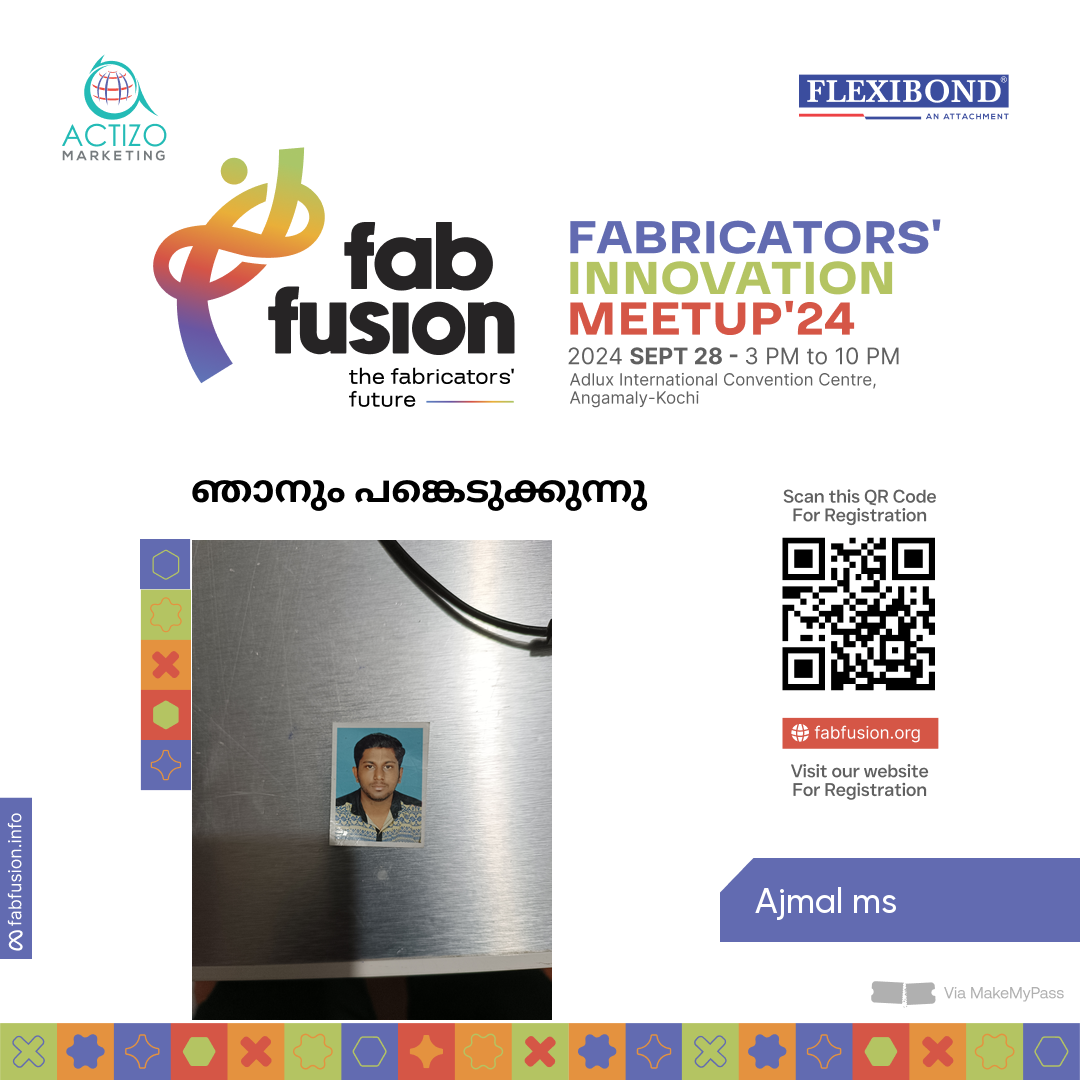 ACTIZO
MARKETING
FLEXIBOND®
AN ATTACHMENT
fab
fusion
the fabricators'
future
FABRICATORS'
INNOVATION
MEETUP'24
2024 SEPT 28 - 3 PM to 10 PM
Adlux International Convention Centre,
Angamaly-Kochi
ഞാനും പങ്കെടുക്കുന്നു
Scan this QR Code
For Registration
fabfusion.org
Visit our website
For Registration
fabfusion.info
Ajmal ms
Via MakeMyPass